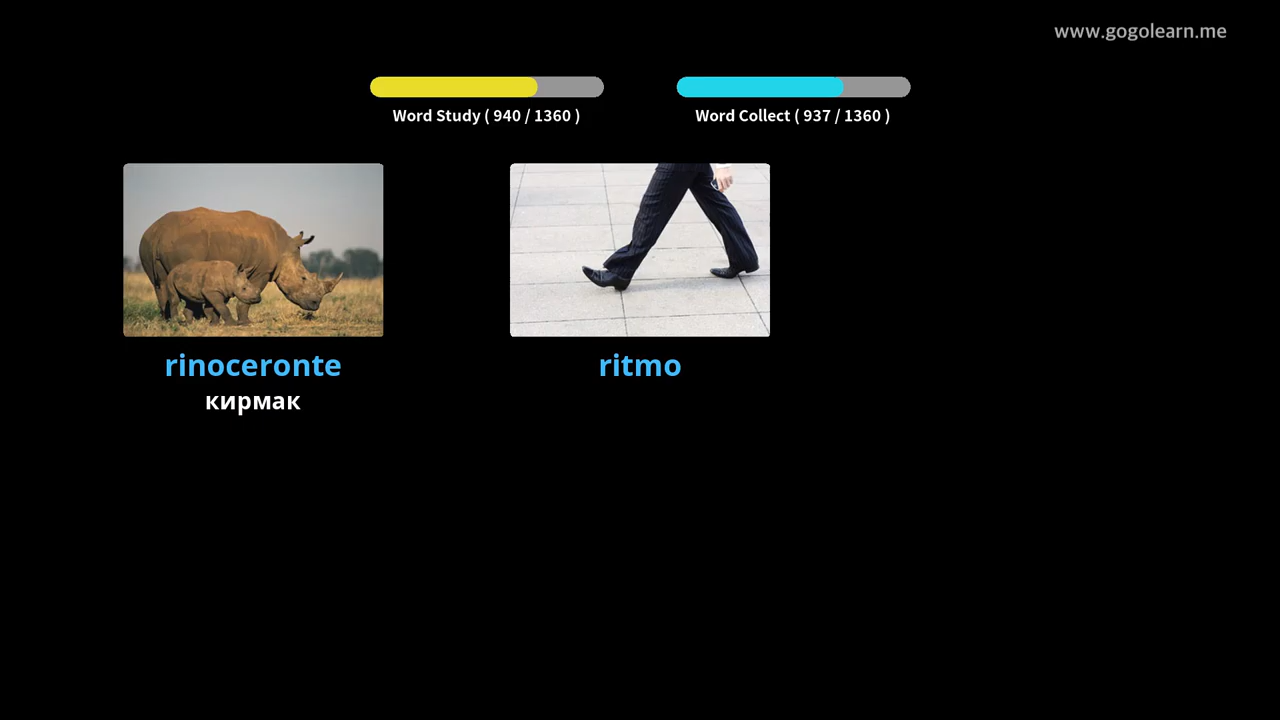 www.gogolearn.me
Word Study ( 940 / 1360 )
Word Collect ( 937 / 1360 )
rinoceronte
кирмак
ritmo